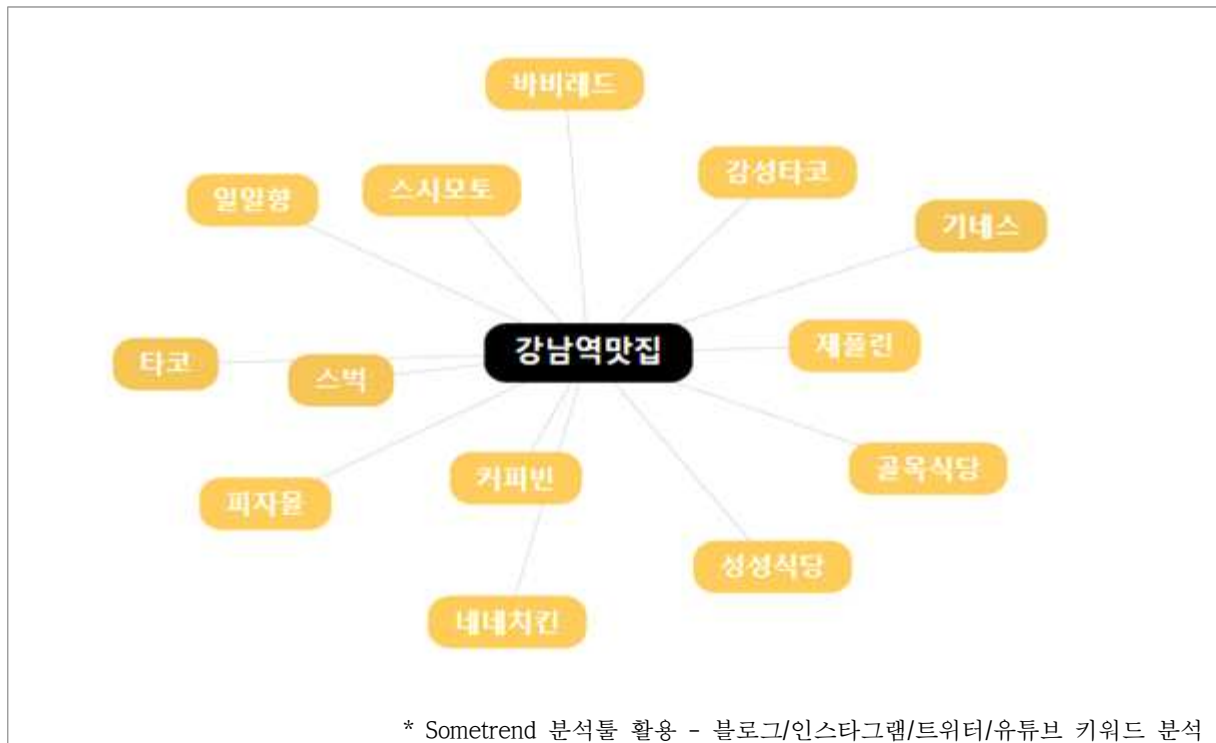 바비레드
감성타코
스시모토
일일향
기네스
강남역맛집
제플린
타코
스벅
골목식당
커피빈
피자몰
성성식당
네네치킨
* Sometrend 분석툴 활용 - 블로그/인스타그램/트위터/유튜브 키워드 분석